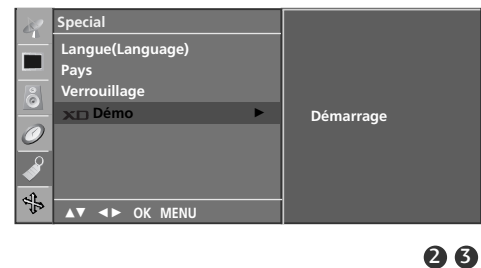 Special
Langue(Language)
Pays
Verrouillage
XD Démo ►
Démarrage
▲▼ ◄► OK MENU
2 3